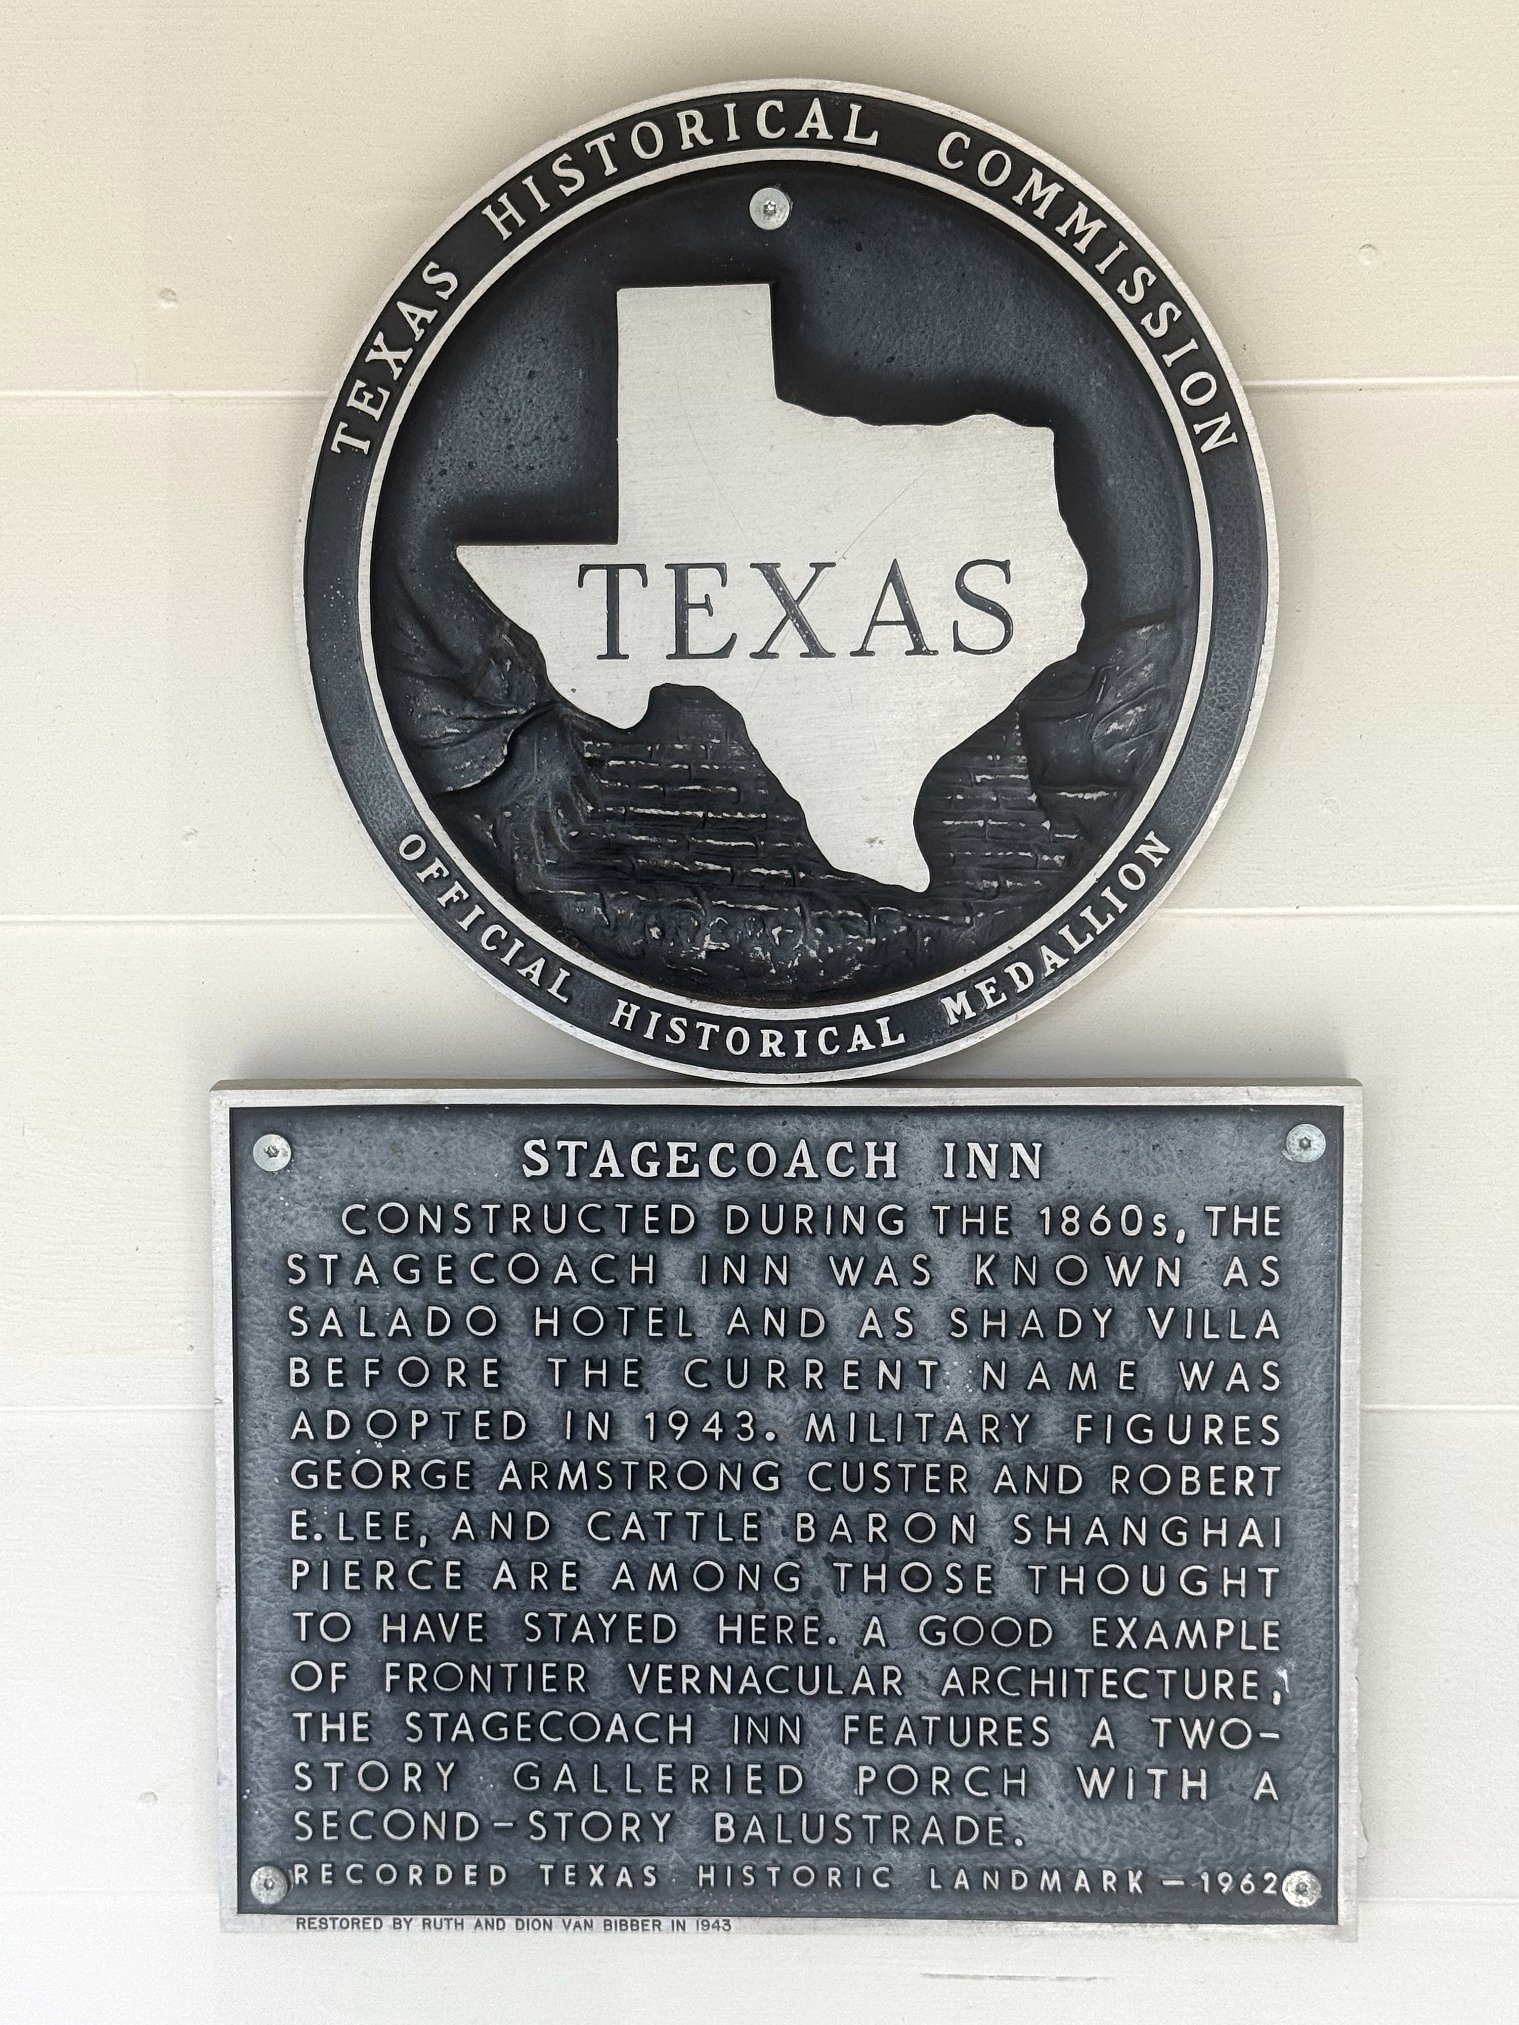 TEXAS HISTORICAL COMMISSION
TEXAS
OFFICIAL HISTORICAL MEDALLION
STAGECOACH INN
CONSTRUCTED DURING THE 1860s, THE
STAGECOACH INN WAS KNOWN AS
SALADO HOTEL AND AS SHADY VILLA
BEFORE THE CURRENT NAME WAS
ADOPTED IN 1943. MILITARY FIGURES
GEORGE ARMSTRONG CUSTER AND ROBERT
E. LEE, AND CATTLE BARON SHANGHAI
PIERCE ARE AMONG THOSE THOUGHT
TO HAVE STAYED HERE. A GOOD EXAMPLE
OF FRONTIER VERNACULAR ARCHITECTURE,
THE STAGECOACH INN FEATURES A TWO-
STORY GALLERIED PORCH WITH A
SECOND-STORY BALUSTRADE.
RECORDED TEXAS HISTORIC LANDMARK – 1962
RESTORED BY RUTH AND DION VAN BIBBER IN 1943